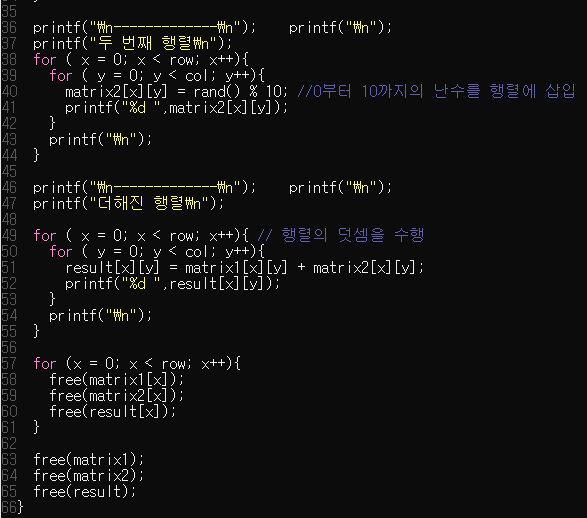 35
36  printf("₩n-------------₩n");    printf("₩n");
37  printf("두 번째 행렬₩n");
38  for ( x = 0; x < row; x++){
39    for ( y = 0; y < col; y++){
40      matrix2[x][y] = rand() % 10; //0부터 10까지의 난수를 행렬에 삽입
41      printf("%d ",matrix2[x][y]);
42    }
43    printf("₩n");
44  }
45
46  printf("₩n-------------₩n");    printf("₩n");
47  printf("더해진 행렬₩n");
48
49  for ( x = 0; x < row; x++){ // 행렬의 덧셈을 수행
50    for ( y = 0; y < col; y++){
51      result[x][y] = matrix1[x][y] + matrix2[x][y];
52      printf("%d ",result[x][y]);
53    }
54    printf("₩n");
55  }
56
57  for (x = 0; x < row; x++){
58    free(matrix1[x]);
59    free(matrix2[x]);
60    free(result[x]);
61  }
62
63  free(matrix1);
64  free(matrix2);
65  free(result);
66}